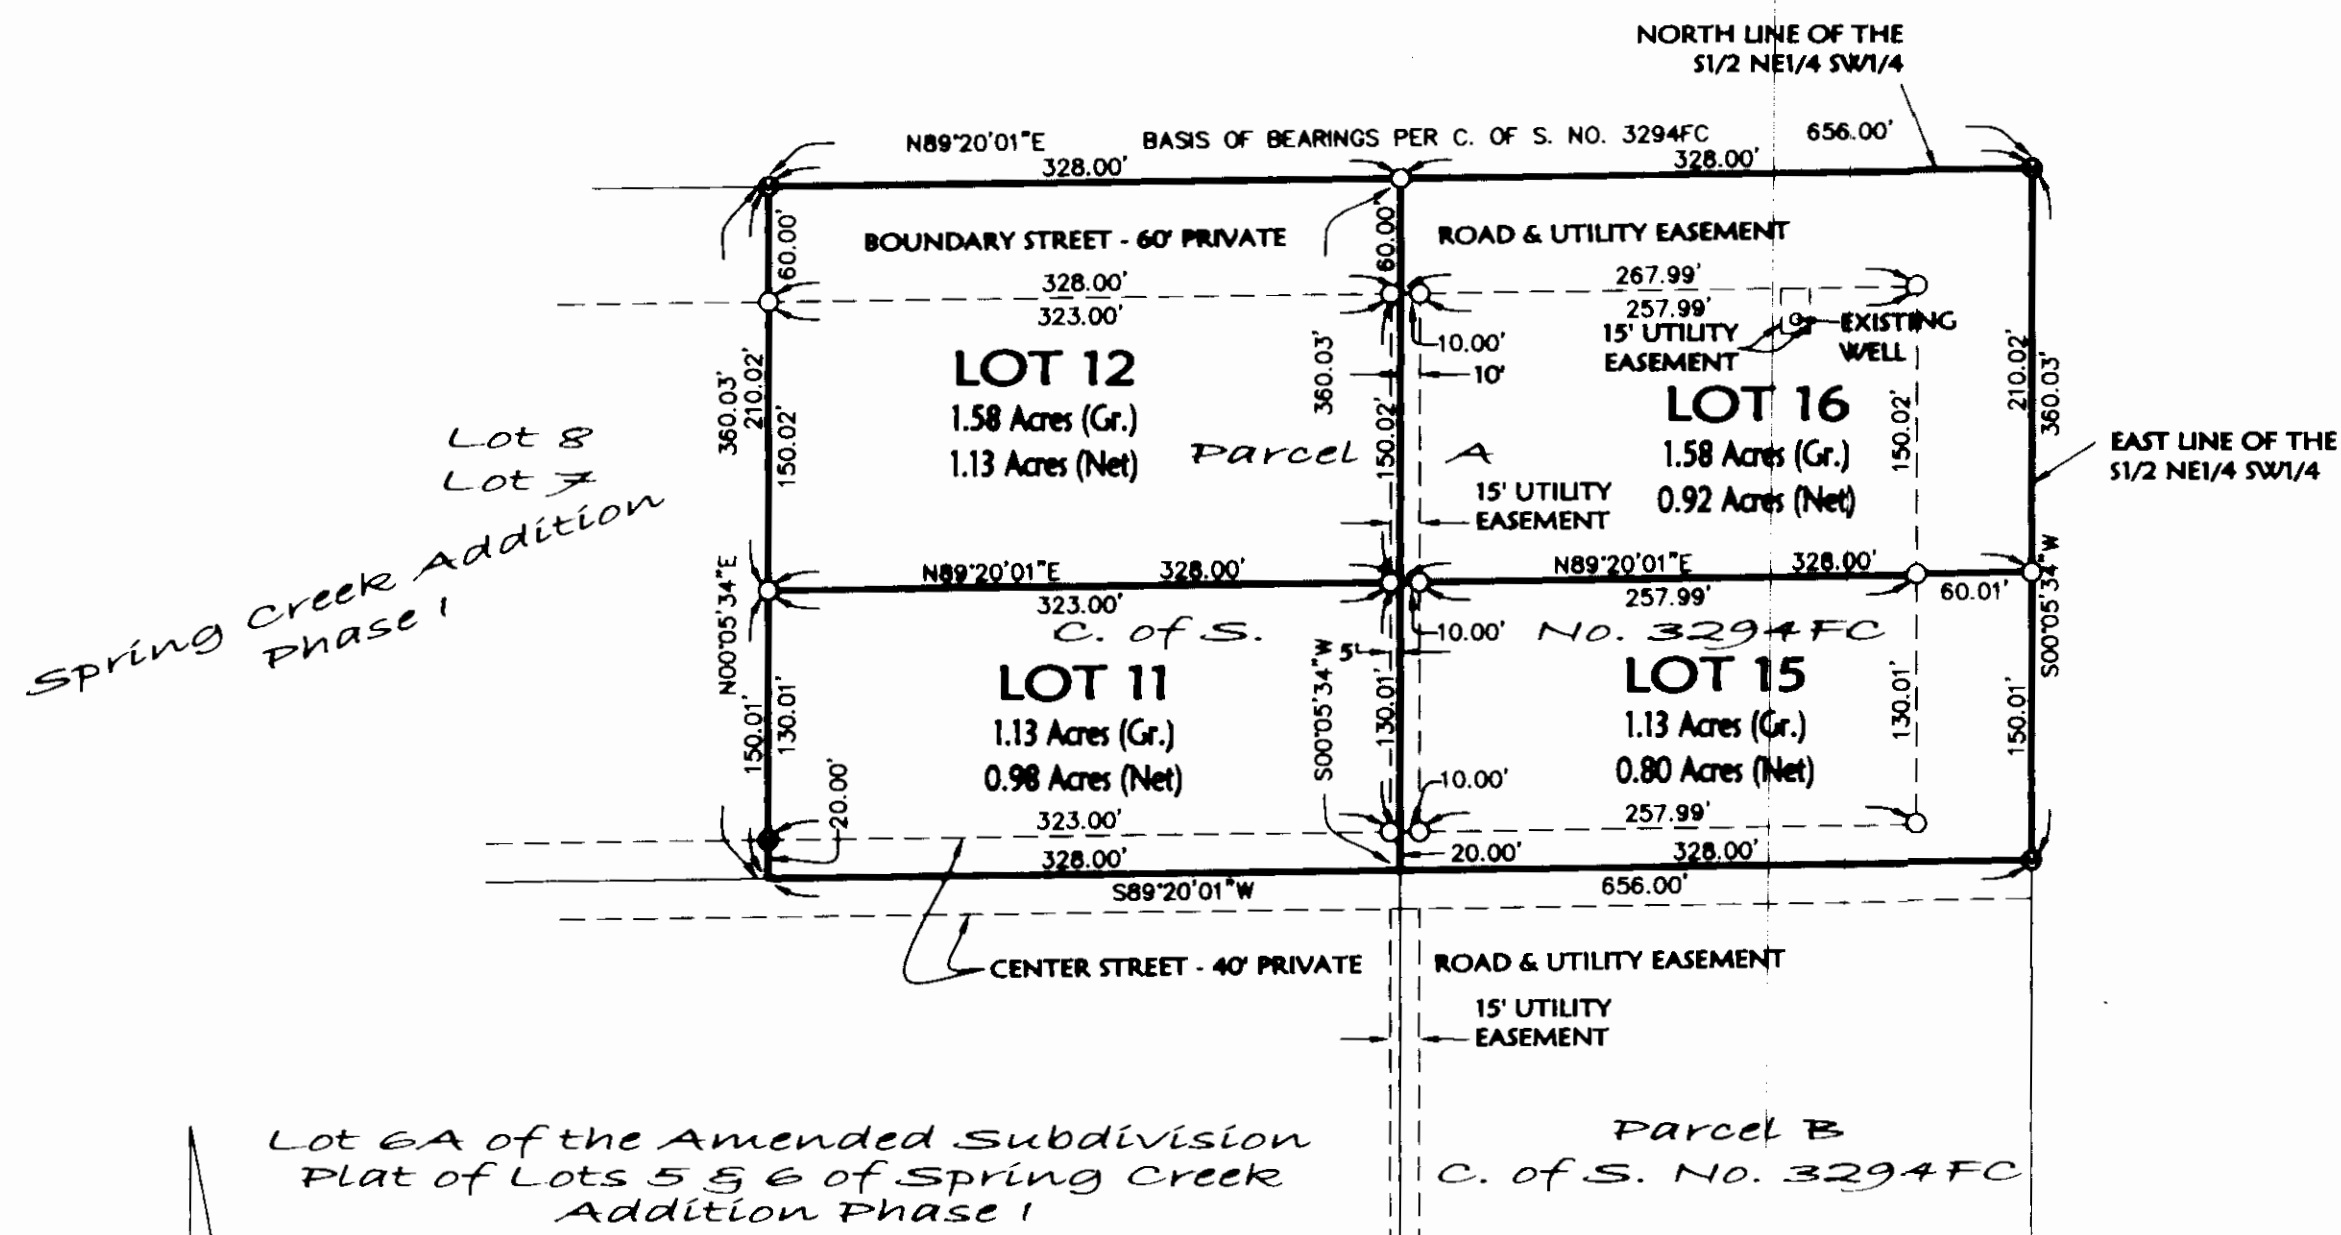 NORTH LINE OF THE
S1/2 NE1/4 SW1/4
N89°20'01"E
BASIS OF BEARINGS PER C. OF S. NO. 3294FC
656.00'
328.00'
328.00'
60.00'
BOUNDARY STREET - 60' PRIVATE
60.00'
ROAD & UTILITY EASEMENT
328.00'
323.00'
267.99'
257.99'
15' UTILITY
EASEMENT
EXISTING
WELL
10.00'
10'
LOT 12
1.58 Acres (Gr.)
1.13 Acres (Net)
LOT 16
1.58 Acres (Gr.)
0.92 Acres (Net)
360.03'
210.02'
150.02'
360.03'
150.02'
150.02'
210.02'
360.03'
Parcel A
EAST LINE OF THE
S1/2 NE1/4 SW1/4
Lot 8
Lot 7
Spring Creek Addition
Phase 1
15' UTILITY
EASEMENT
N89°20'01"E
328.00'
323.00'
N89°20'01"E
328.00'
257.99'
60.01'
C. of S.
No. 3294FC
10.00'
5'
N00°05'34"E
S00°05'34"W
S00°05'34"W
LOT 11
1.13 Acres (Gr.)
0.98 Acres (Net)
LOT 15
1.13 Acres (Gr.)
0.80 Acres (Net)
150.01'
130.01'
130.01'
130.01'
150.01'
20.00'
10.00'
323.00'
257.99'
328.00'
20.00'
328.00'
S89°20'01"W
656.00'
CENTER STREET - 40' PRIVATE
ROAD & UTILITY EASEMENT
15' UTILITY
EASEMENT
Lot 6A of the Amended Subdivision
Plat of Lots 5 & 6 of Spring Creek
Addition Phase 1
Parcel B
C. of S. No. 3294FC